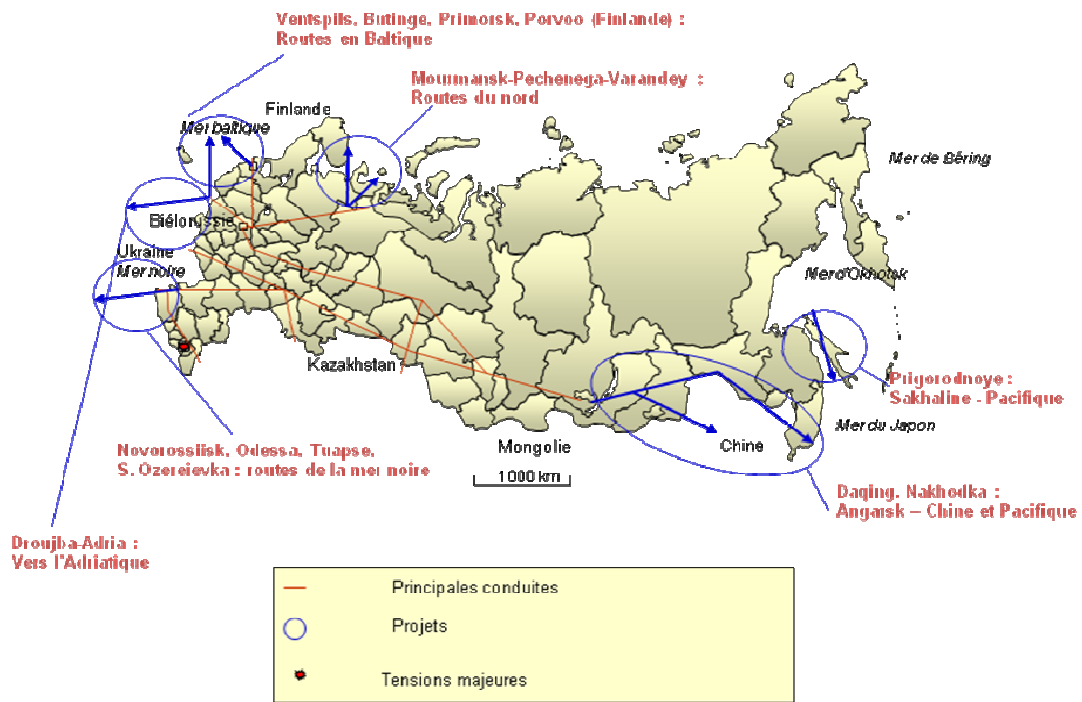 Ventspils, Butinge, Primorsk, Porvoo (Finlande) :
Routes en Baltique
Mourmansk-Pechenega-Varandey :
Routes du nord
Finlande
Mer baltique
Mer de Béring
Biélorussie
Ukraine
Mer noire
Mer d'Okhotsk
Kazakhstan
Prigorodnoye :
Sakhaline - Pacifique
Mer du Japon
Novorossiisk, Odessa, Tuapse,
S. Ozereievka : routes de la mer noire
Mongolie
Chine
1000 km
Daqing, Nakhodka :
Angarsk – Chine et Pacifique
Droujba-Adria :
Vers l'Adriatique
Principales conduites
Projets
Tensions majeures